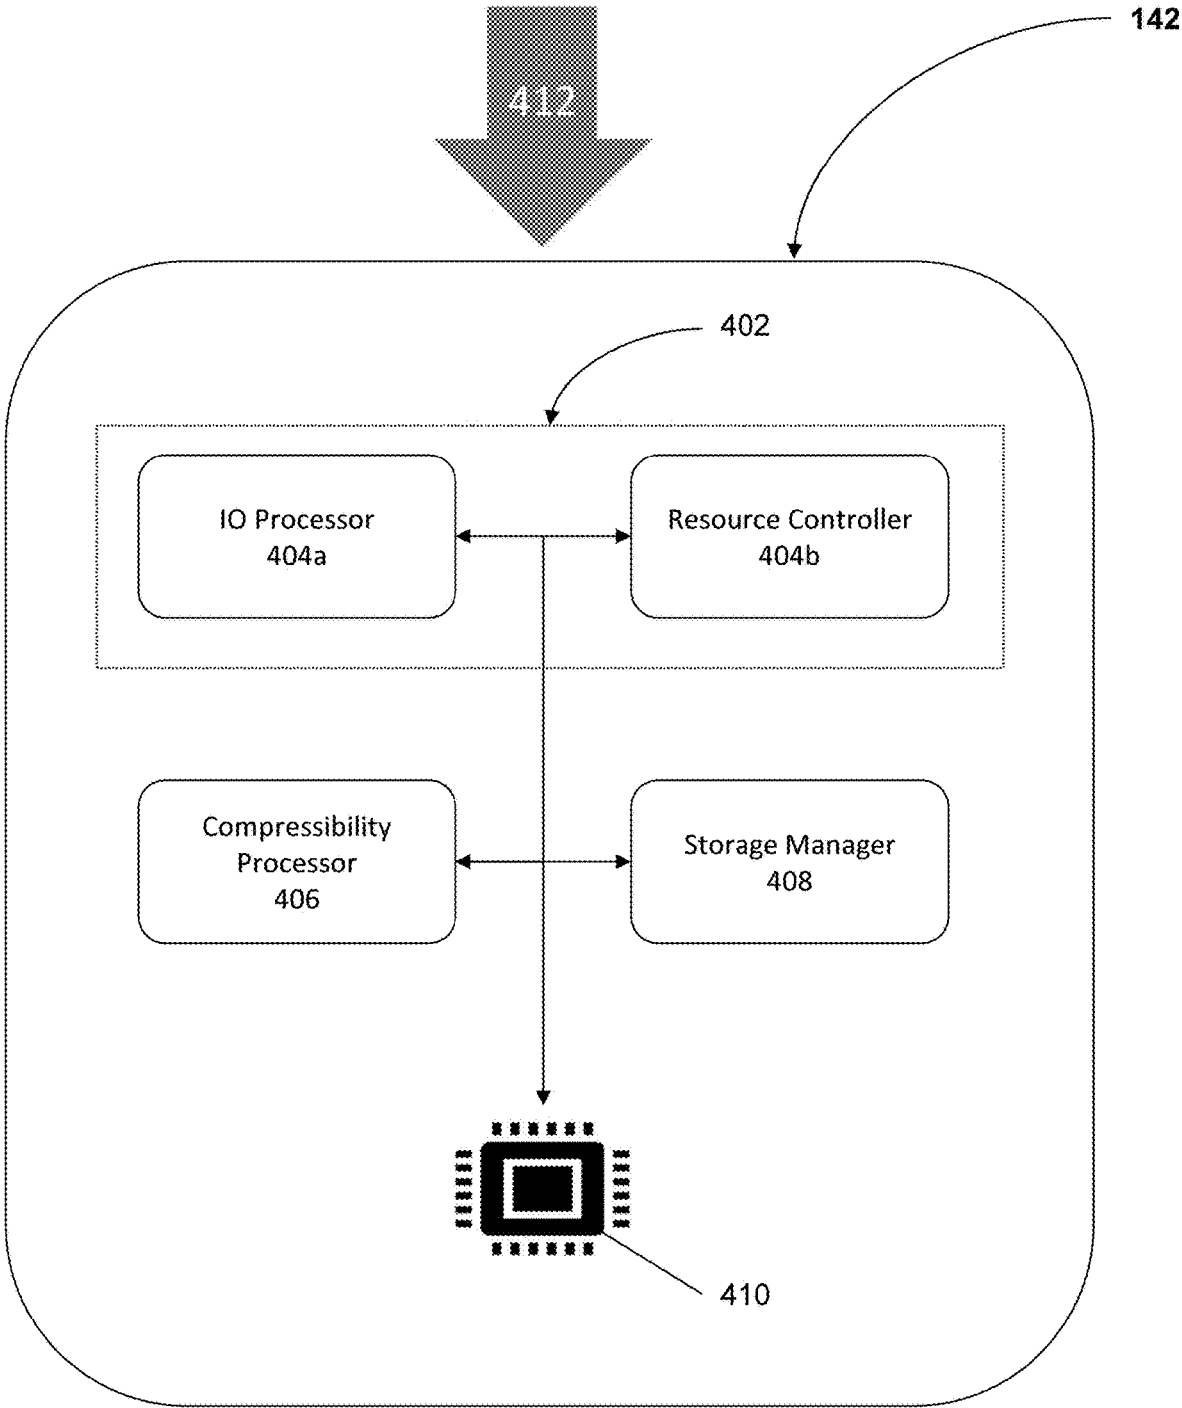 142
412
402
IO Processor
404a
Resource Controller
404b
Compressibility
Processor
406
Storage Manager
408
410